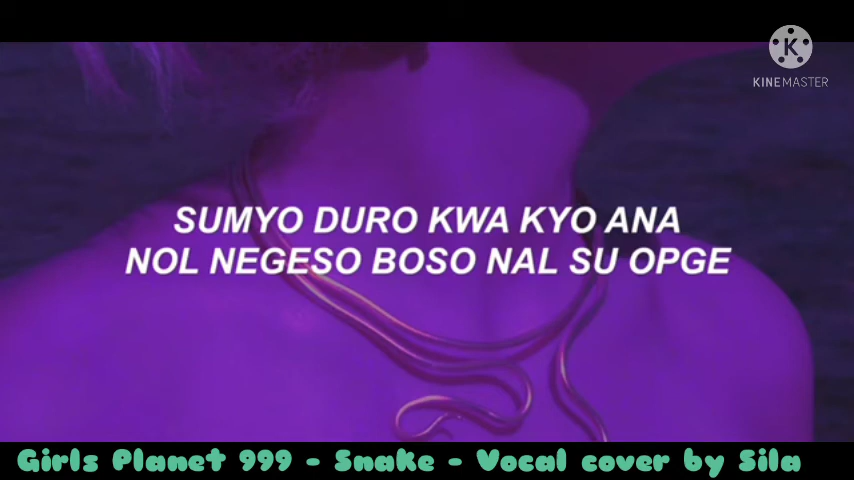 K
KINEMASTER
SUMYO DURO KWA KYO ANA
NOL NEGESO BOSO NAL SU OPGE
Girls Planet 999 - Snake - Vocal cover by Sila